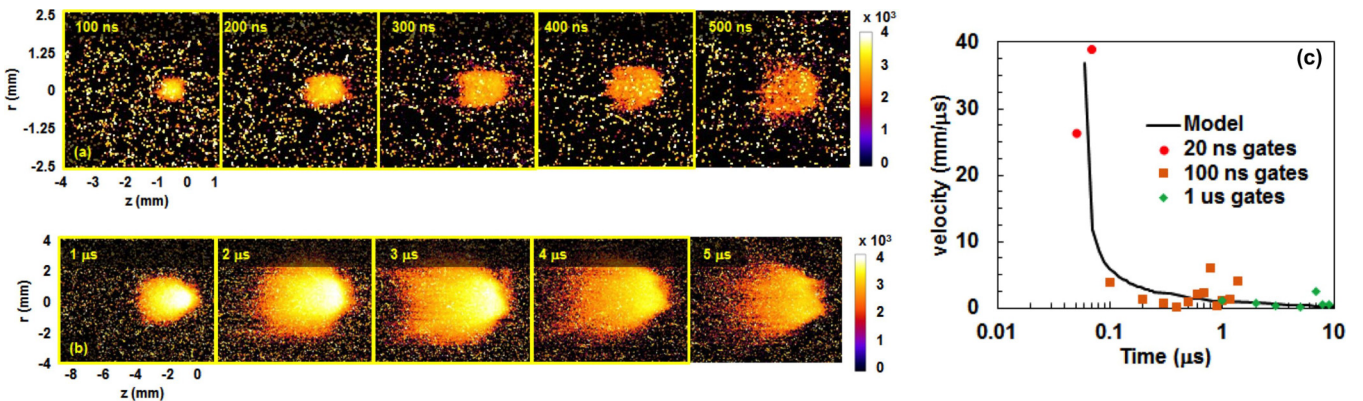 100 ns
200 ns
300 ns
400 ns
500 ns
x 10³
2.5
1.25
0
-1.25
-2.5
r (mm)
(a)
-4 -3 -2 -1 0 1
z (mm)
4
3
2
1
0
1 μs
2 μs
3 μs
4 μs
5 μs
x 10³
4
2
0
-2
-4
r (mm)
(b)
-8 -6 -4 -2 0
z (mm)
4
3
2
1
0
(c)
40
30
20
10
0
velocity (mm/μs)
Model
20 ns gates
100 ns gates
1 us gates
0.01 0.1 1 10
Time (μs)